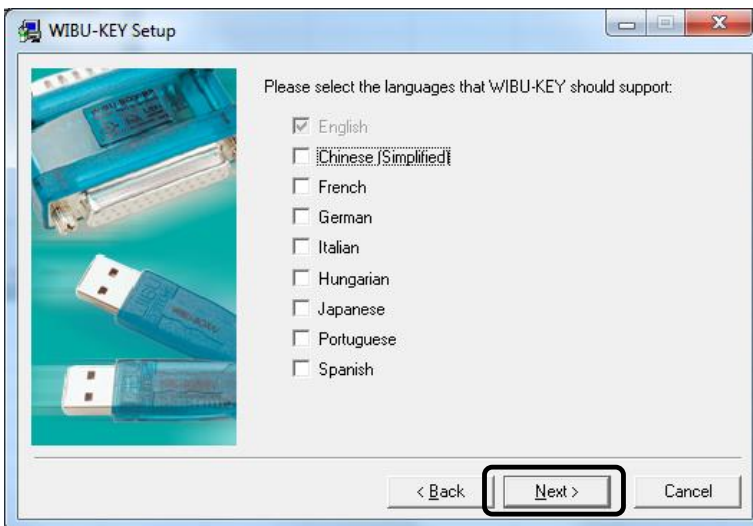 WIBU-KEY Setup
Please select the languages that WIBU-KEY should support:
English
Chinese (Simplified)
French
German
Italian
Hungarian
Japanese
Portuguese
Spanish
< Back
Next >
Cancel